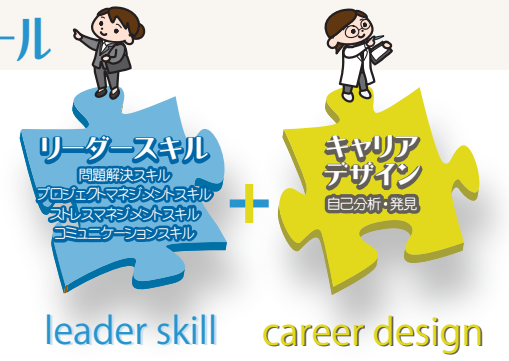 ール
リーダースキル
問題解決スキル
プロジェクトマネジメントスキル
ストレスマネジメントスキル
コミュニケーションスキル
+
キャリア
デザイン
自己分析・発見
leader skill
career design